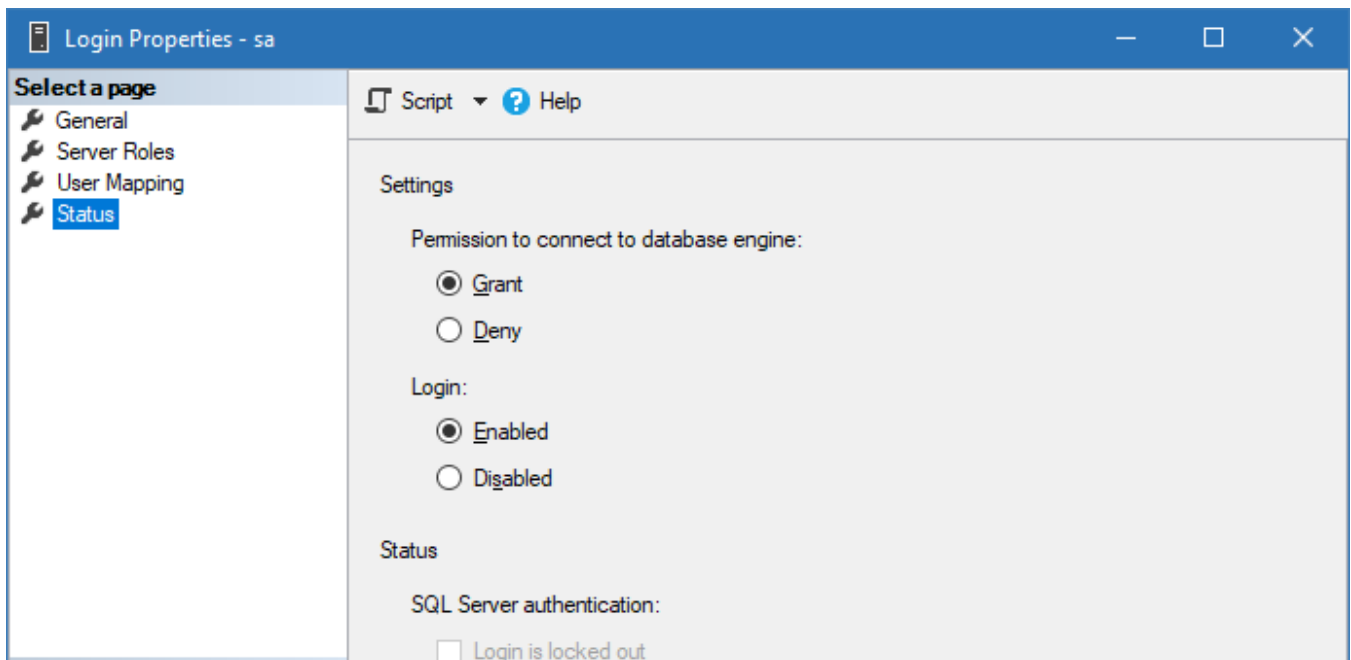 Login Properties - sa
Select a page
General
Server Roles
User Mapping
Status
Script
Help
Settings
Permission to connect to database engine:
Grant
Deny
Login:
Enabled
Disabled
Status
SQL Server authentication:
Login is locked out